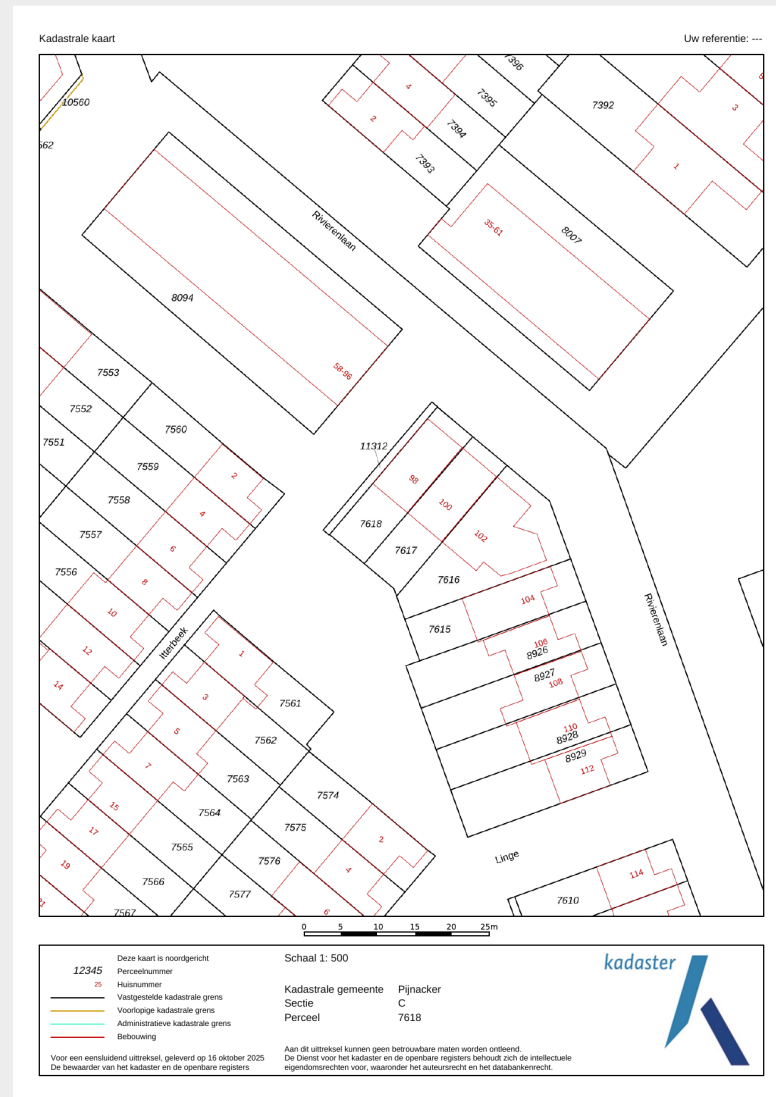 Kadastrale kaart
Uw referentie: ---
10560
562
4
2
7396
7395
7394
7393
7392
3
1
Rivierenlaan
35-61
8007
8094
58-96
7553
7552
7551
7560
7559
7558
7557
7556
2
4
6
8
10
12
14
11312
98
100
102
7618
7617
7616
7615
104
106
8926
8927
108
110
8928
8929
112
Rivierenlaan
Itterbeek
1
3
5
7
15
17
19
21
7561
7562
7563
7564
7565
7566
7567
7574
7575
7576
7577
2
4
6
Linge
114
7610
0 5 10 15 20 25m
Deze kaart is noordgericht
12345 Perceelnummer
25 Huisnummer
Vastgestelde kadastrale grens
Voorlopige kadastrale grens
Administratieve kadastrale grens
Bebouwing
Voor een eensluidend uittreksel, geleverd op 16 oktober 2025
De bewaarder van het kadaster en de openbare registers
Schaal 1: 500
Kadastrale gemeente Pijnacker
Sectie C
Perceel 7618
Aan dit uittreksel kunnen geen betrouwbare maten worden ontleend.
De Dienst voor het kadaster en de openbare registers behoudt zich de intellectuele
eigendomsrechten voor, waaronder het auteursrecht en het databankenrecht.
kadaster